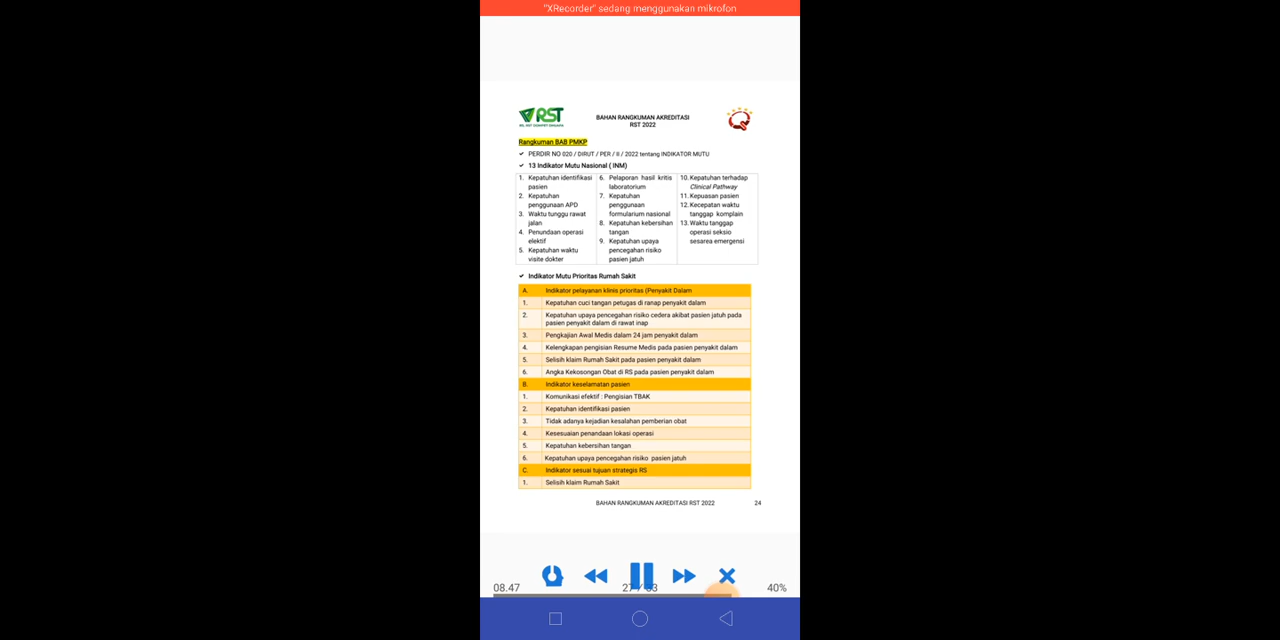 "XRecorder" sedang menggunakan mikrofon
RST
BAHAN RANGKUMAN AKREDITASI
RST 2022
Rangkuman BAB PMKP
✓ PERDIR NO 020 / DIRUT / PER / II / 2022 tentang INDIKATOR MUTU
✓ 13 Indikator Mutu Nasional ( INM)
1. Kepatuhan identifikasi
pasien
2. Kepatuhan
penggunaan APD
3. Waktu tunggu rawat
jalan
4. Penundaan operasi
elektif
5. Kepatuhan waktu
visite dokter
6. Pelaporan hasil kritis
laboratorium
7. Kepatuhan
penggunaan
formularium nasional
8. Kepatuhan kebersihan
tangan
9. Kepatuhan upaya
pencegahan risiko
pasien jatuh
10. Kepatuhan terhadap
Clinical Pathway
11. Kepuasan pasien
12. Kecepatan waktu
tanggap komplain
13. Waktu tanggap
operasi seksio
sesarea emergensi
✓ Indikator Mutu Prioritas Rumah Sakit
A. Indikator pelayanan klinis prioritas (Penyakit Dalam
1. Kepatuhan cuci tangan petugas di ranap penyakit dalam
2. Kepatuhan upaya pencegahan risiko cedera akibat pasien jatuh pada
pasien penyakit dalam di rawat inap
3. Pengkajian Awal Medis dalam 24 jam penyakit dalam
4. Kelengkapan pengisian Resume Medis pada pasien penyakit dalam
5. Selisih klaim Rumah Sakit pada pasien penyakit dalam
6. Angka Kekosongan Obat di RS pada pasien penyakit dalam
B. Indikator keselamatan pasien
1. Komunikasi efektif : Pengisian TBAK
2. Kepatuhan identifikasi pasien
3. Tidak adanya kejadian kesalahan pemberian obat
4. Kesesuaian penandaan lokasi operasi
5. Kepatuhan kebersihan tangan
6. Kepatuhan upaya pencegahan risiko pasien jatuh
C. Indikator sesuai tujuan strategis RS
1. Selisih klaim Rumah Sakit
BAHAN RANGKUMAN AKREDITASI RST 2022 24
08.47
40%